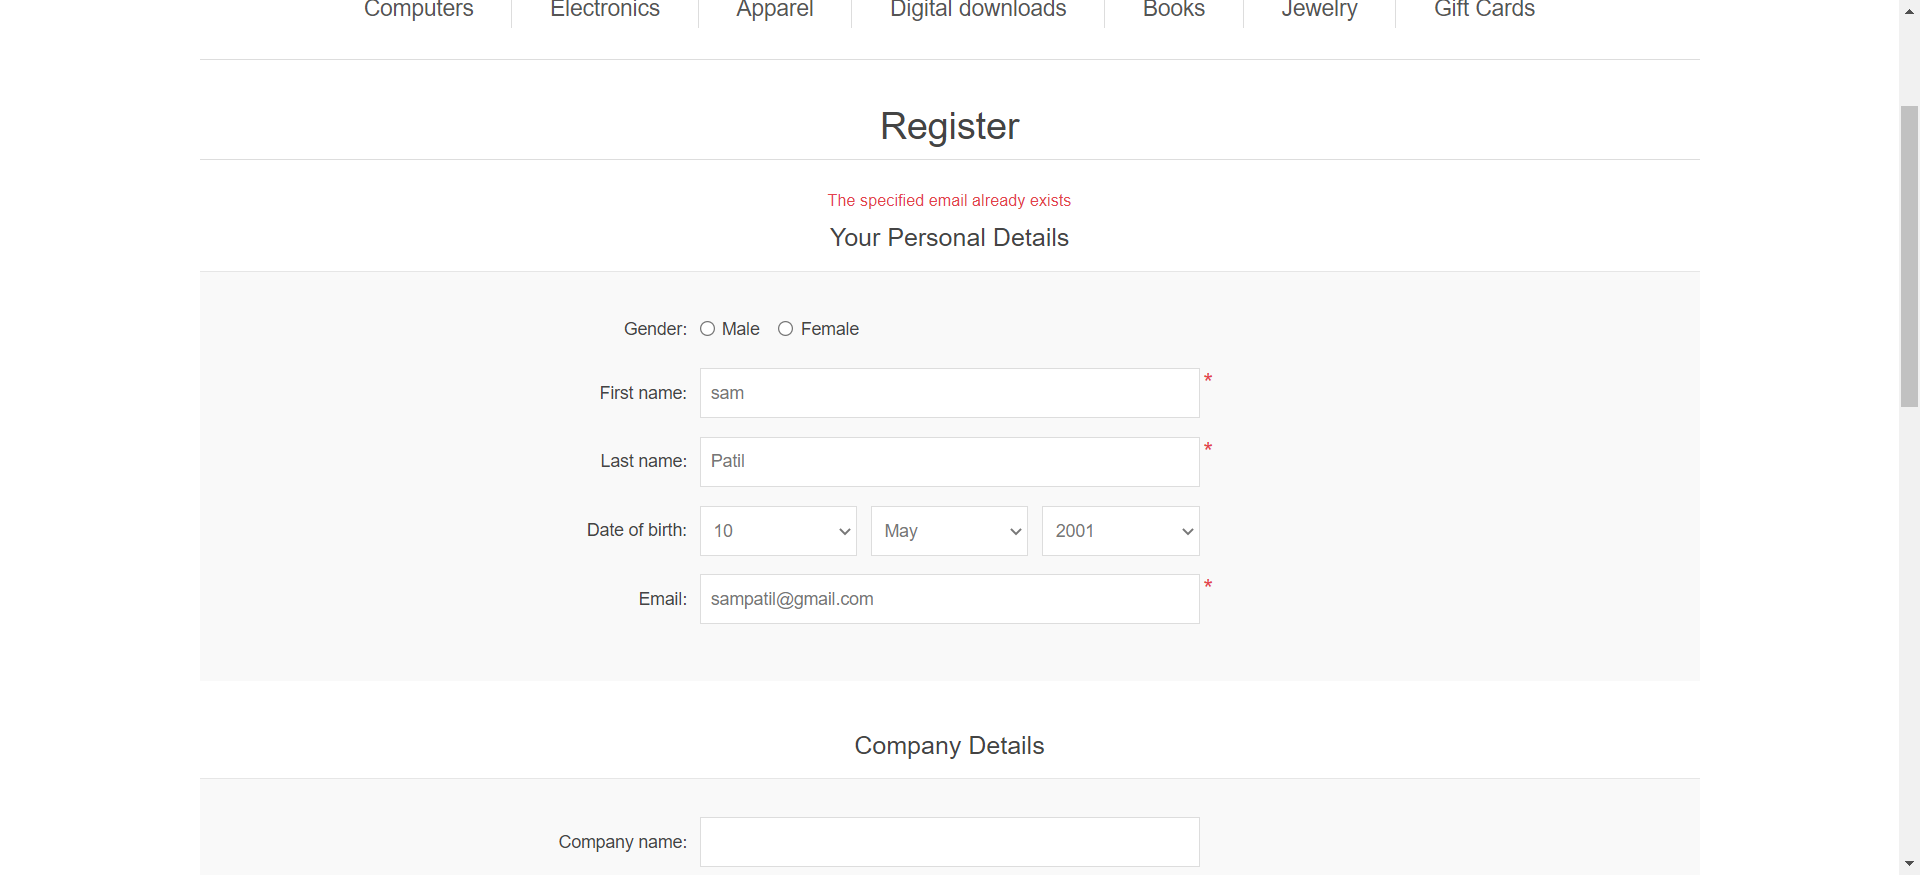 Computers Electronics Apparel Digital downloads Books Jewelry Gift Cards
Register
The specified email already exists
Your Personal Details
Gender: Male Female
First name: sam *
Last name: Patil *
Date of birth: 10 May 2001
Email: sampatil@gmail.com *
Company Details
Company name: